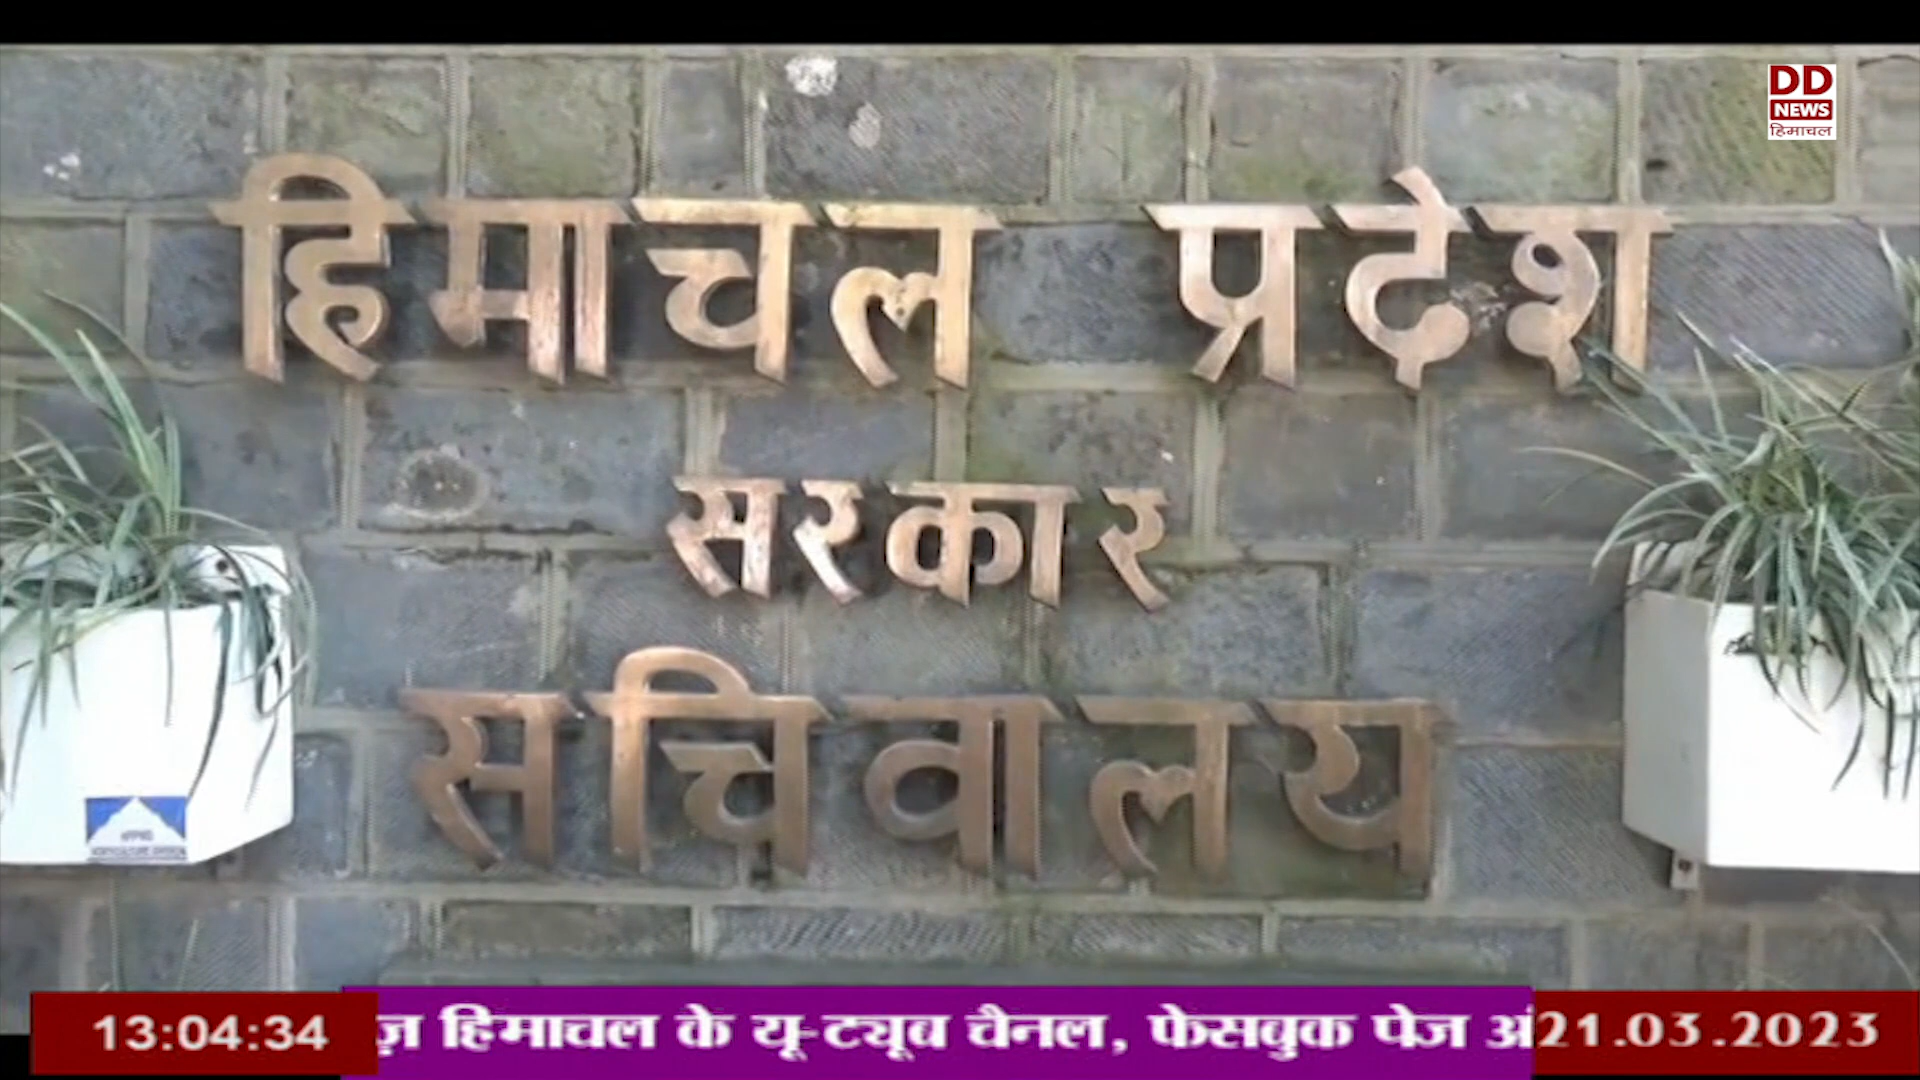 DD
NEWS
हिमाचल
हिमाचल प्रदेश
सरकार
सचिवालय
13:04:34
ज़ हिमाचल के यू-ट्यूब चैनल, फेसबुक पेज अं
21.03.2023